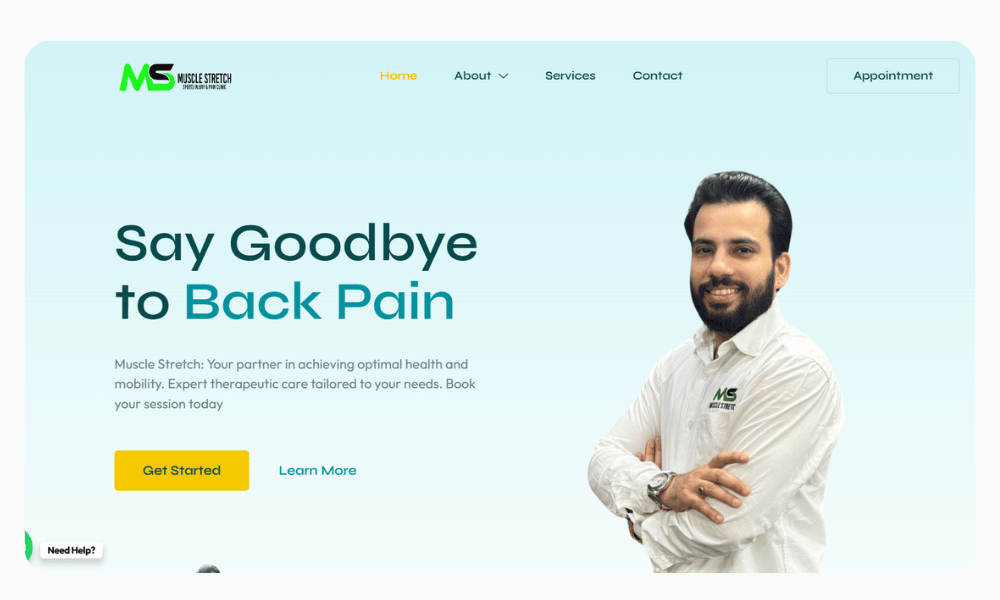 MS MUSCLE STRETCH
SPORTS INJURY & PAIN CLINIC
Home
About
Services
Contact
Appointment
Say Goodbye
to Back Pain
Muscle Stretch: Your partner in achieving optimal health and
mobility. Expert therapeutic care tailored to your needs. Book
your session today
Get Started
Learn More
MS
MUSCLE STRETC
Need Help?